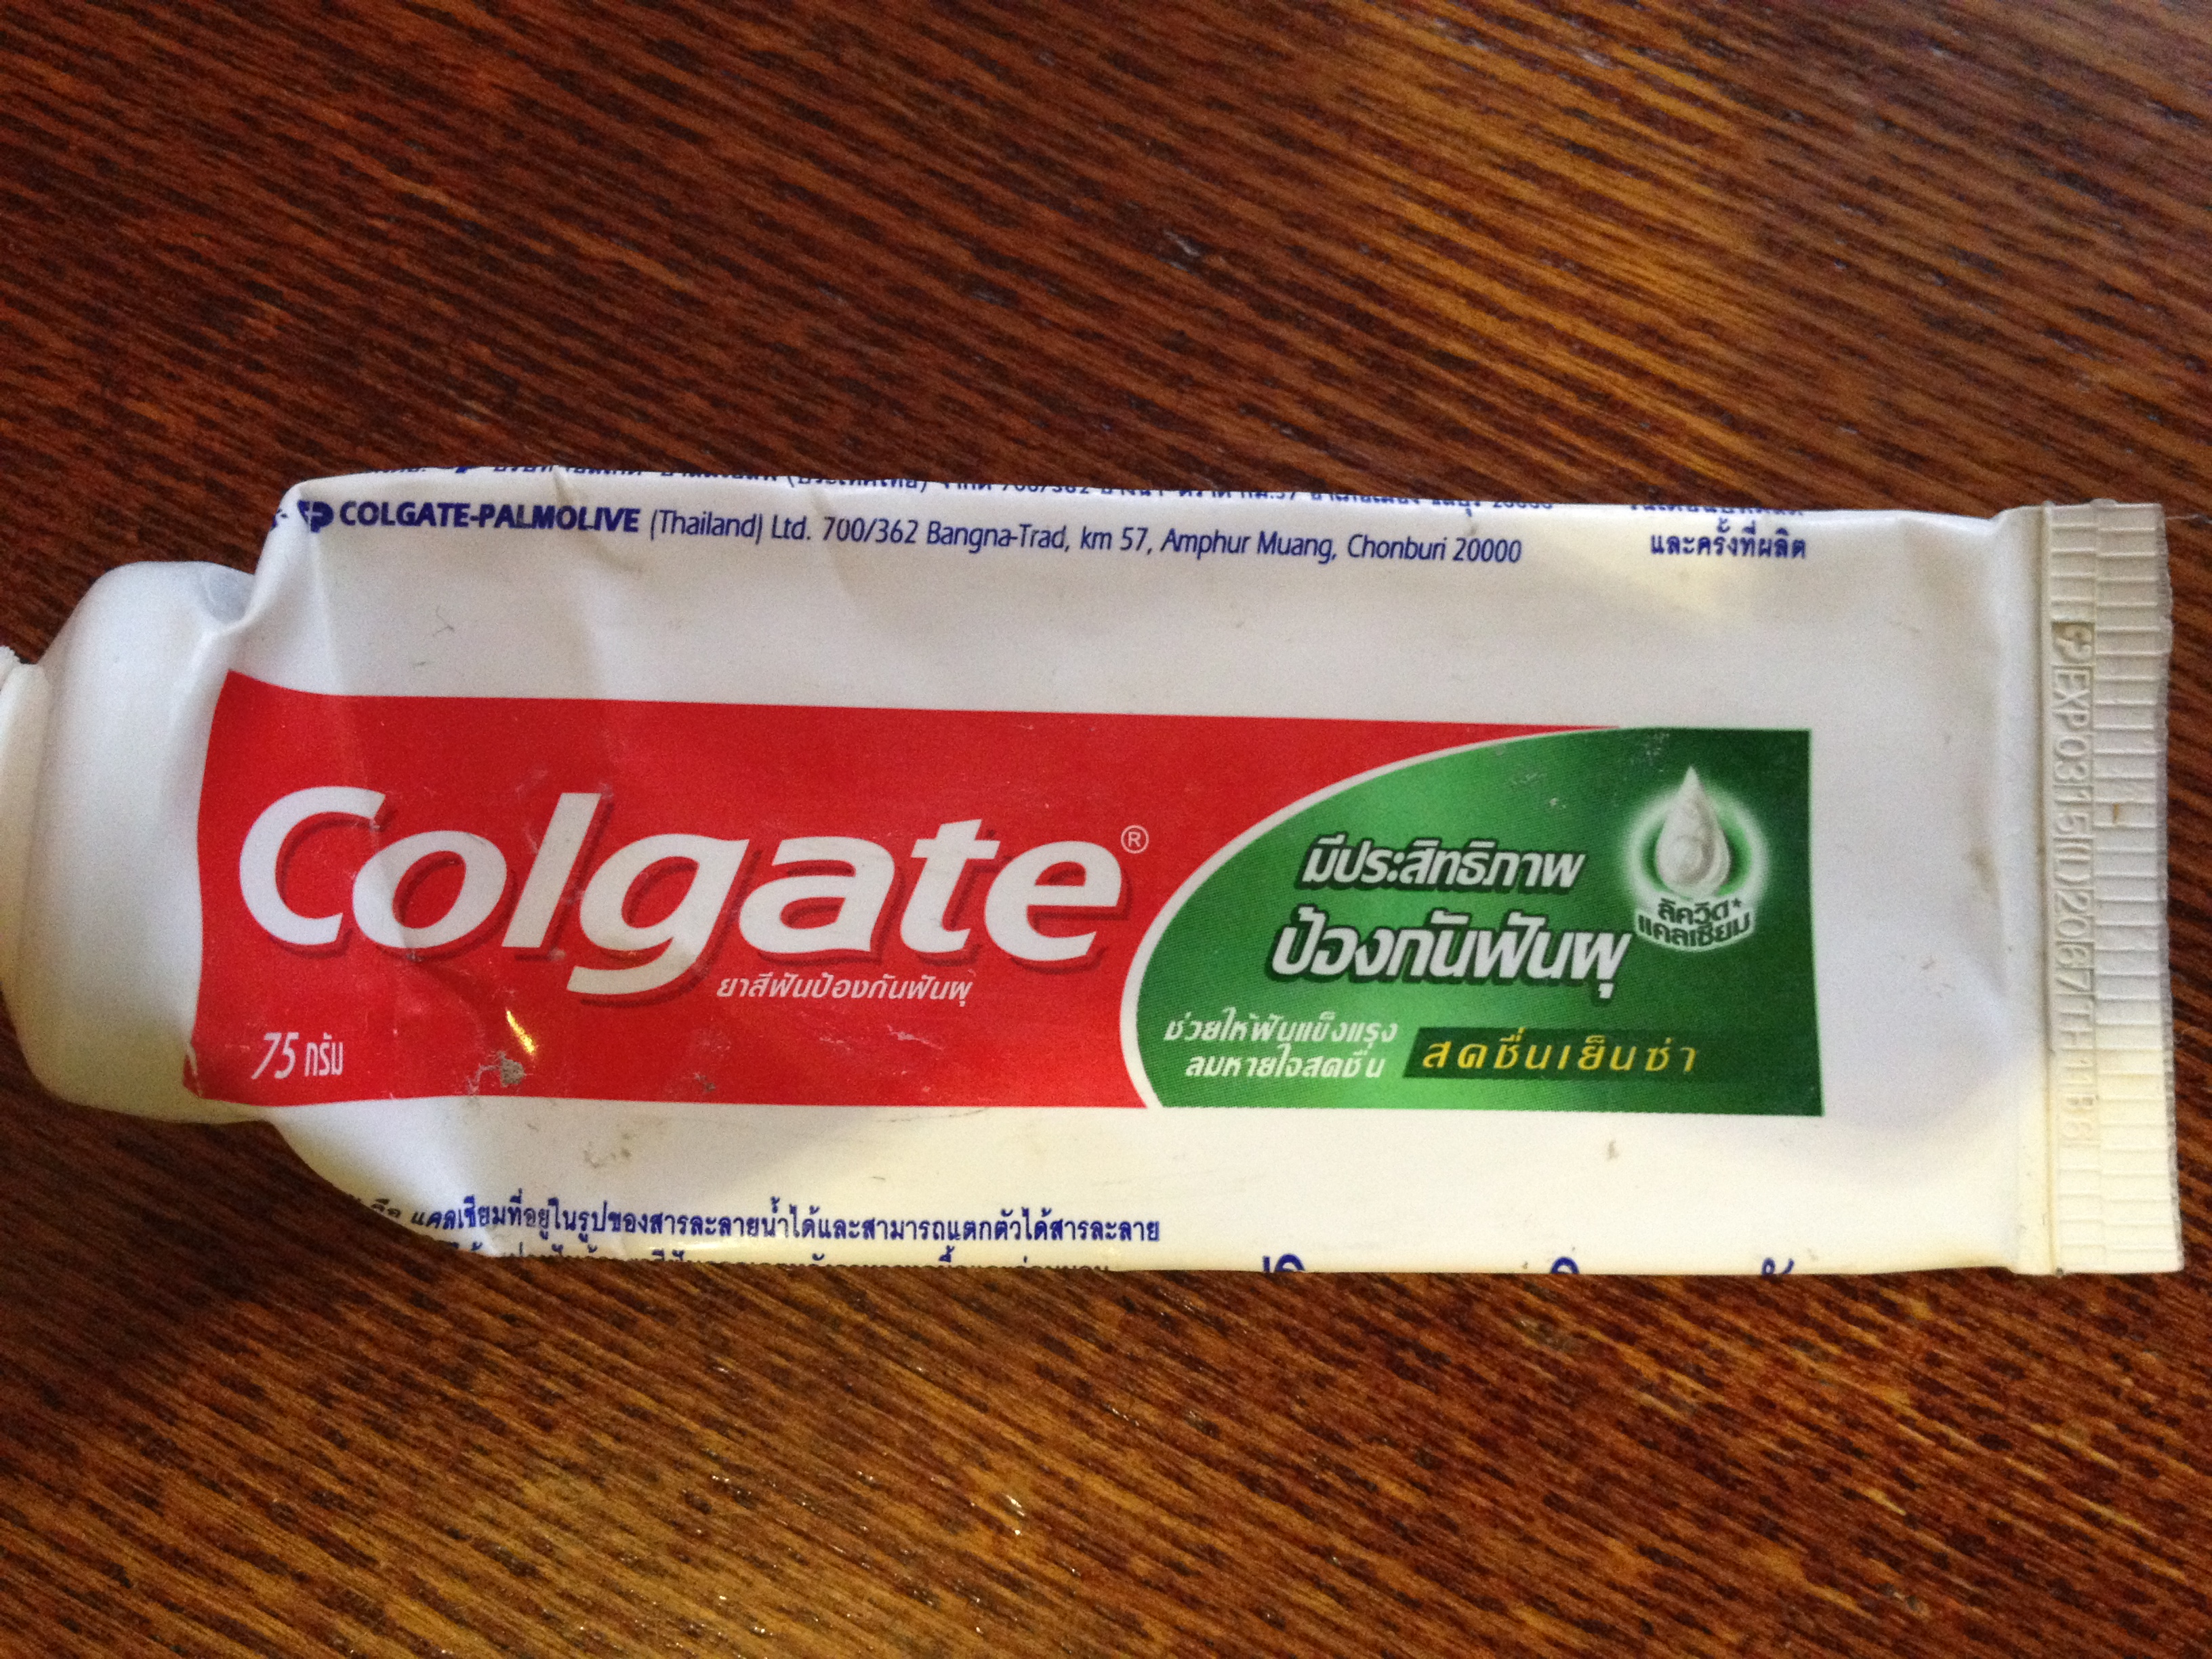 COLGATE-PALMOLIVE (Thailand) Ltd. 700/362 Bangna-Trad, km 57, Amphur Muang, Chonburi 20000
และครั้งที่ผลิต
Colgate®
ยาสีฟันป้องกันฟันผุ
75 กรัม
มีประสิทธิภาพ
ป้องกันฟันผุ
ลิควิด*
แคลเซียม
ช่วยให้ฟันแข็งแรง
ลมหายใจสดชื่น
สดชื่นเย็นซ่า
คือ แคลเซียมที่อยู่ในรูปของสารละลายน้ำได้และสามารถแตกตัวได้สารละลาย